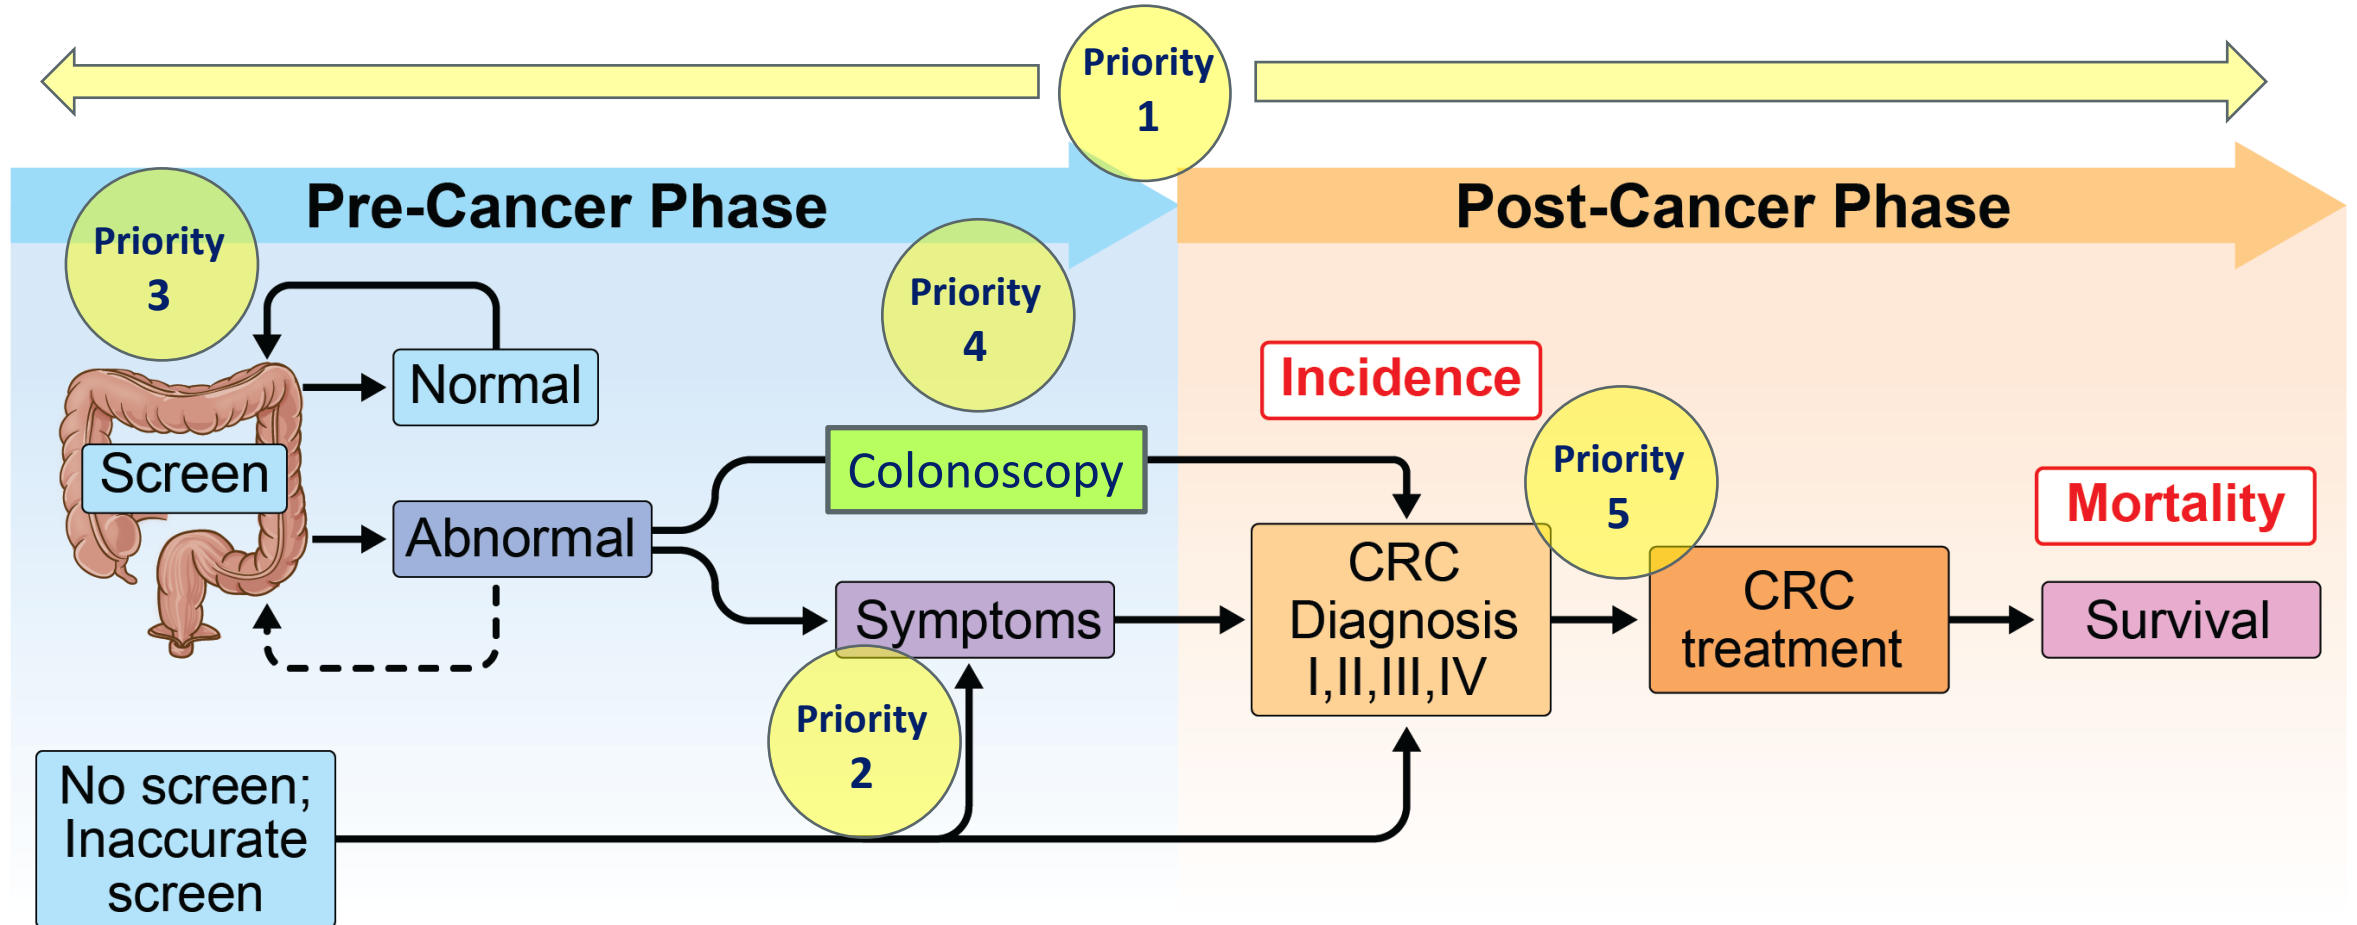 Priority
1
Pre-Cancer Phase
Post-Cancer Phase
Priority
3
Priority
4
Normal
Incidence
Screen
Colonoscopy
Priority
5
Mortality
Abnormal
Symptoms
CRC
Diagnosis
I,II,III,IV
CRC
treatment
Survival
Priority
2
No screen;
Inaccurate
screen